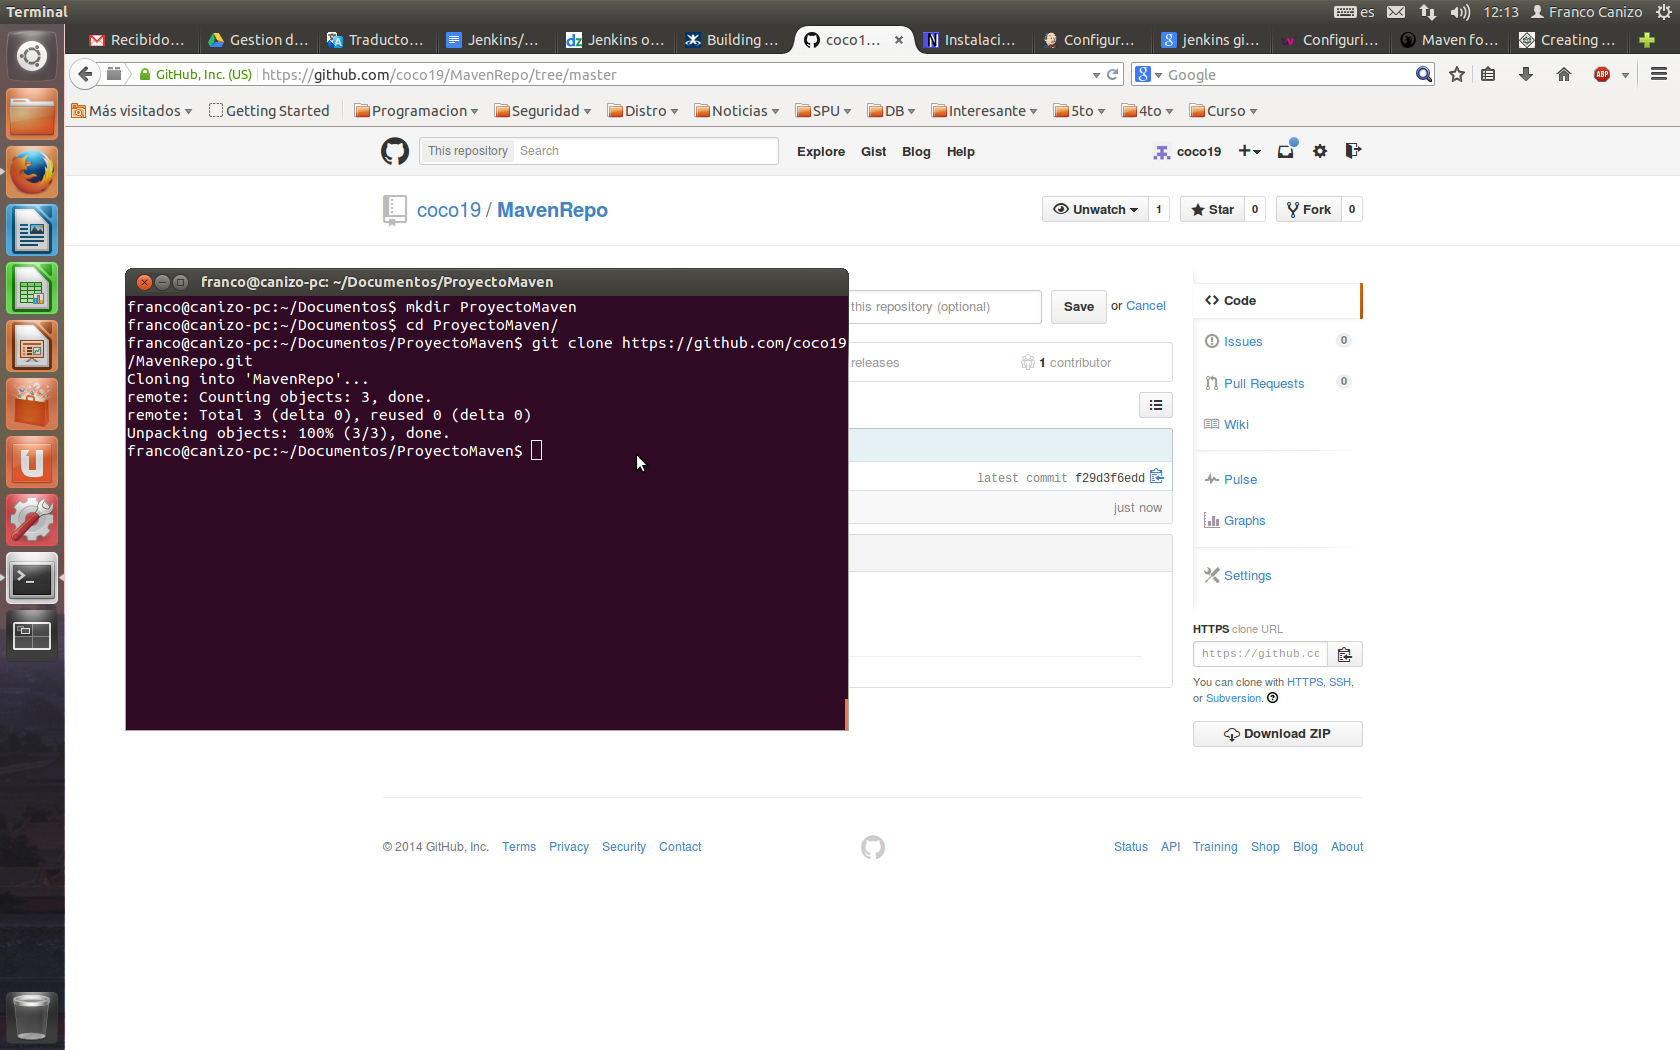 Terminal
es
12:13
Franco Canizo
Recibido...
Gestion d...
Traducto...
Jenkins/...
Jenkins o...
Building ...
coco1...
Instalaci...
Configur...
jenkins gi...
Configuri...
Maven fo...
Creating ...
GitHub, Inc. (US)
https://github.com/coco19/MavenRepo/tree/master
Google
ABP
Más visitados
Getting Started
Programacion
Seguridad
Distro
Noticias
SPU
DB
Interesante
5to
4to
Curso
This repository
Search
Explore
Gist
Blog
Help
coco19
coco19 / MavenRepo
Unwatch
1
Star
0
Fork
0
franco@canizo-pc: ~/Documentos/ProyectoMaven
franco@canizo-pc:~/Documentos$ mkdir ProyectoMaven
franco@canizo-pc:~/Documentos$ cd ProyectoMaven/
franco@canizo-pc:~/Documentos/ProyectoMaven$ git clone https://github.com/coco19
/MavenRepo.git
Cloning into 'MavenRepo'...
remote: Counting objects: 3, done.
remote: Total 3 (delta 0), reused 0 (delta 0)
Unpacking objects: 100% (3/3), done.
franco@canizo-pc:~/Documentos/ProyectoMaven$
this repository (optional)
Save
or Cancel
releases
1 contributor
latest commit f29d3f6edd
just now
Code
Issues
0
Pull Requests
0
Wiki
Pulse
Graphs
Settings
HTTPS clone URL
https://github.cc
You can clone with HTTPS, SSH,
or Subversion.
Download ZIP
© 2014 GitHub, Inc.
Terms
Privacy
Security
Contact
Status
API
Training
Shop
Blog
About